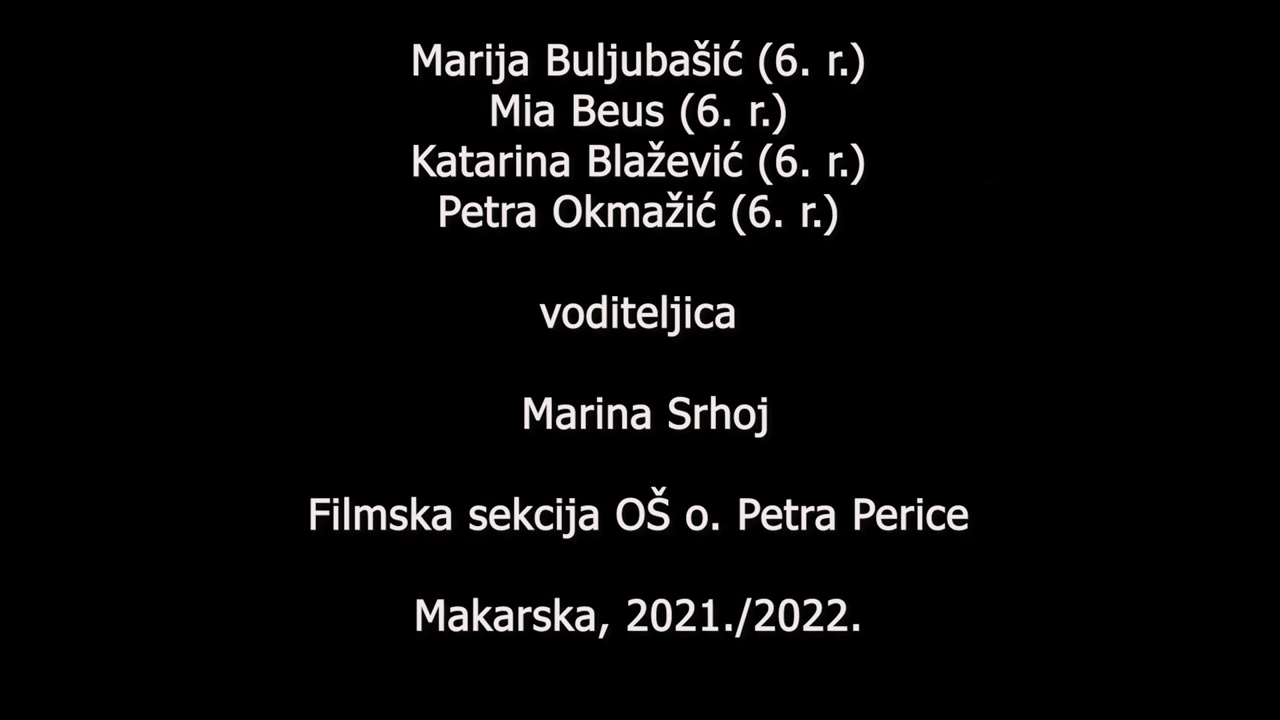 Marija Buljubašić (6. r.)
Mia Beus (6. r.)
Katarina Blažević (6. r.)
Petra Okmažić (6. r.)
voditeljica
Marina Srhoj
Filmska sekcija OŠ o. Petra Perice
Makarska, 2021./2022.